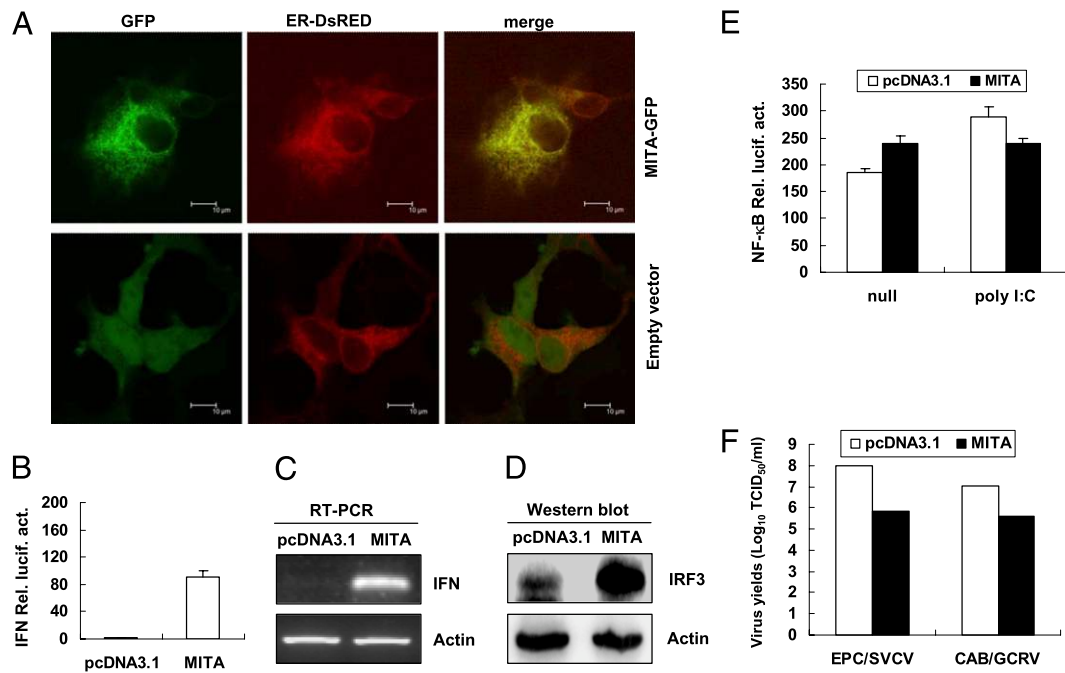 A
GFP
ER-DsRED
merge
10 µm
10 µm
10 µm
MITA-GFP
10 µm
10 µm
10 µm
Empty vector
B
IFN Rel. lucif. act.
200
160
120
80
40
0
pcDNA3.1
MITA
C
RT-PCR
pcDNA3.1 MITA
IFN
Actin
D
Western blot
pcDNA3.1 MITA
IRF3
Actin
E
NF-κB Rel. lucif. act.
350
300
250
200
150
100
50
0
pcDNA3.1 MITA
null
poly I:C
F
Virus yields (Log10 TCID50/ml)
9
8
7
6
5
4
3
2
1
0
pcDNA3.1 MITA
EPC/SVCV
CAB/GCRV